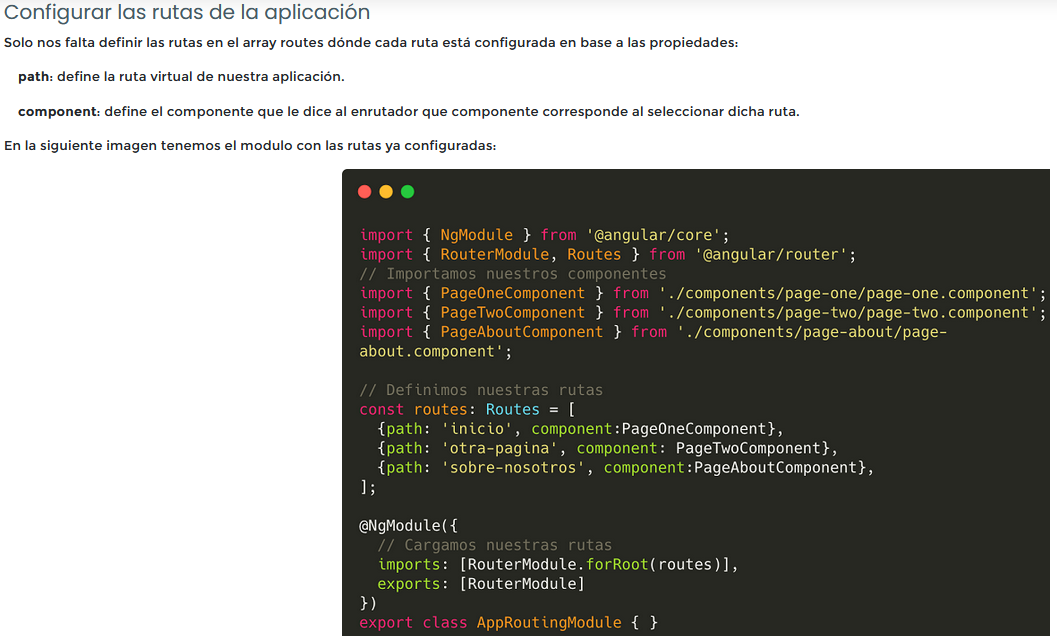 Configurar las rutas de la aplicación
Solo nos falta definir las rutas en el array routes dónde cada ruta está configurada en base a las propiedades:
path: define la ruta virtual de nuestra aplicación.
component: define el componente que le dice al enrutador que componente corresponde al seleccionar dicha ruta.
En la siguiente imagen tenemos el modulo con las rutas ya configuradas:
import { NgModule } from '@angular/core';
import { RouterModule, Routes } from '@angular/router';
// Importamos nuestros componentes
import { PageOneComponent } from './components/page-one/page-one.component';
import { PageTwoComponent } from './components/page-two/page-two.component';
import { PageAboutComponent } from './components/page-about/page-
about.component';
// Definimos nuestras rutas
const routes: Routes = [
  {path: 'inicio', component:PageOneComponent},
  {path: 'otra-pagina', component: PageTwoComponent},
  {path: 'sobre-nosotros', component:PageAboutComponent},
];
@NgModule({
  // Cargamos nuestras rutas
  imports: [RouterModule.forRoot(routes)],
  exports: [RouterModule]
})
export class AppRoutingModule { }